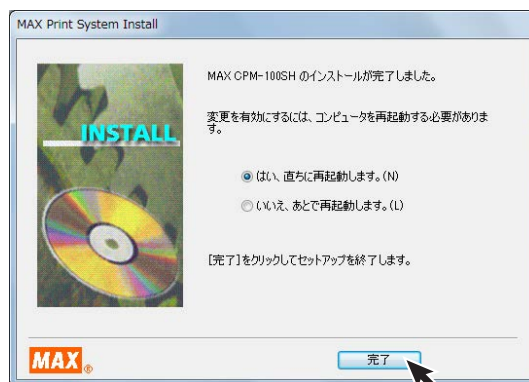 MAX Print System Install
INSTALL
MAX CPM-100SH のインストールが完了しました。
変更を有効にするには、コンピュータを再起動する必要がありま
す。
はい、直ちに再起動します。(N)
いいえ、あとで再起動します。(L)
[完了]をクリックしてセットアップを終了します。
MAX®
完了